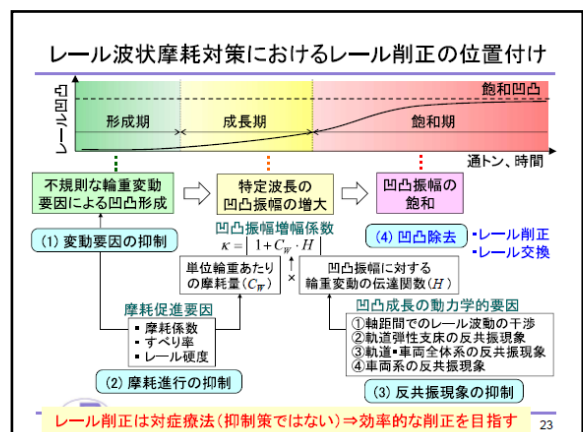 レール波状摩耗対策におけるレール削正の位置付け
レール凹凸
飽和凹凸
形成期
成長期
飽和期
通トン、時間
不規則な輪重変動
要因による凹凸形成
特定波長の
凹凸振幅の増大
凹凸振幅の
飽和
(1) 変動要因の抑制
凹凸振幅増幅係数
κ = |1 + C_W · H|
(4) 凹凸除去
・レール削正
・レール交換
単位輪重あたり
の摩耗量(C_W)
×
凹凸振幅に対する
輪重変動の伝達関数(H)
摩耗促進要因
・摩耗係数
・すべり率
・レール硬度
凹凸成長の動力学的要因
①軸距間でのレール波動の干渉
②軌道弾性支床の反共振現象
③軌道・車両全体系の反共振現象
④車両系の反共振現象
(2) 摩耗進行の抑制
(3) 反共振現象の抑制
レール削正は対症療法(抑制策ではない)⇒効率的な削正を目指す
23